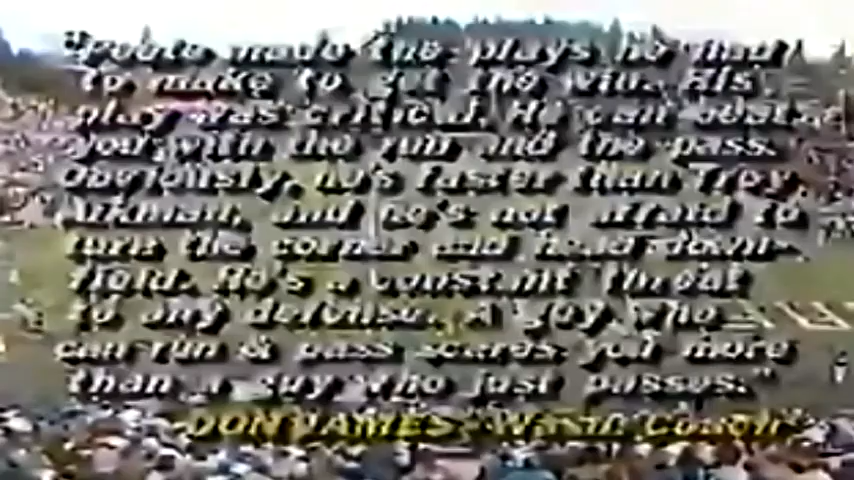 "Peete made the plays he had
to make to get the win. His
play was critical. He can beat
you with the run and the pass.
Obviously, he's faster than Troy
Aikman, and he's not afraid to
turn the corner and head down-
field. He's a constant threat
to any defense. A guy who
can run & pass scares you more
than a guy who just passes."
-DON JAMES, Wash. Coach